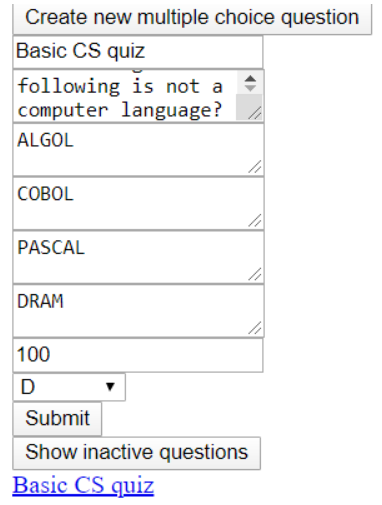 Create new multiple choice question
Basic CS quiz
following is not a
computer language?
ALGOL
COBOL
PASCAL
DRAM
100
D
Submit
Show inactive questions
Basic CS quiz